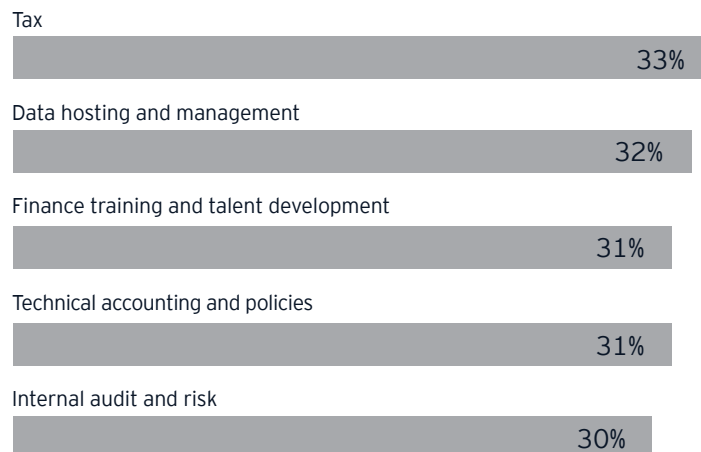 Tax
33%
Data hosting and management
32%
Finance training and talent development
31%
Technical accounting and policies
31%
Internal audit and risk
30%